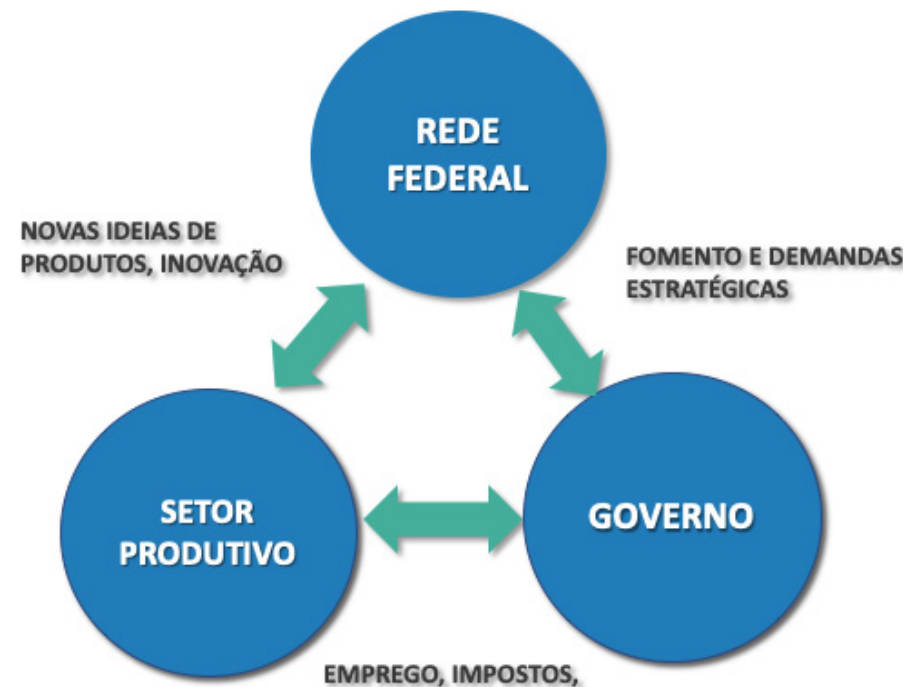 REDE
FEDERAL
NOVAS IDEIAS DE
PRODUTOS, INOVAÇÃO
FOMENTO E DEMANDAS
ESTRATÉGICAS
SETOR
PRODUTIVO
GOVERNO
EMPREGO, IMPOSTOS,